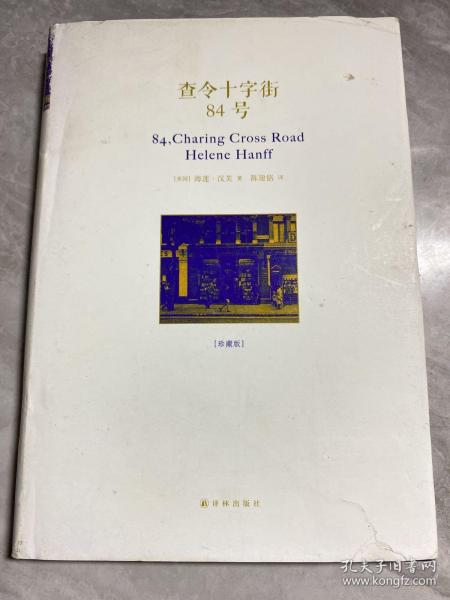 查令十字街
84号
84,Charing Cross Road
Helene Hanff
[美国] 海莲·汉芙 著 陈建铭 译
[珍藏版]
译林出版社
孔夫子旧书网
www.kongfz.com